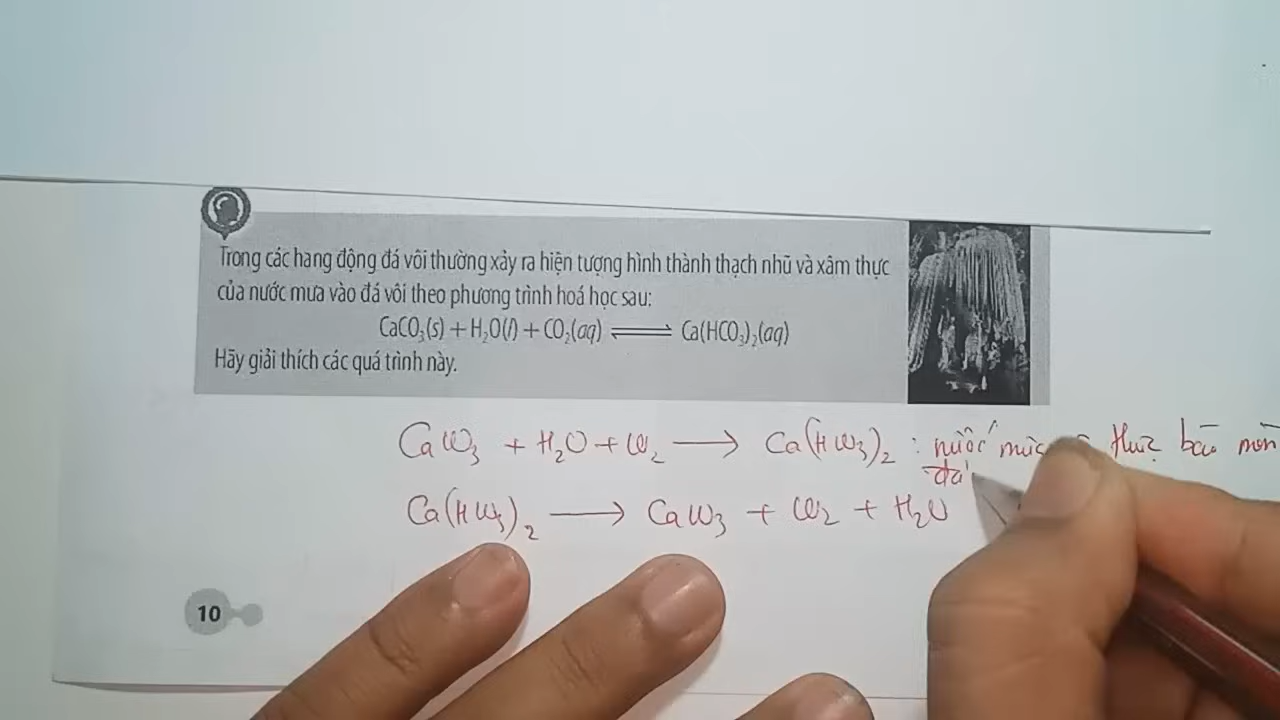 Trong các hang động đá vôi thường xảy ra hiện tượng hình thành thạch nhũ và xâm thực
của nước mưa vào đá vôi theo phương trình hoá học sau:
CaCO₃(s) + H₂O(l) + CO₂(aq) ⇌ Ca(HCO₃)₂(aq)
Hãy giải thích các quá trình này.
CaCO₃ + H₂O + CO₂ → Ca(HCO₃)₂ : nước thực bào mòn
đá
Ca(HCO₃)₂ → CaCO₃ + CO₂ + H₂O
10